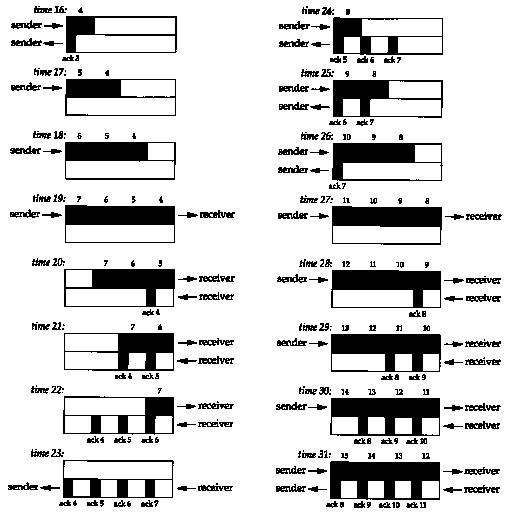 time 16: 4
sender
sender
ack 3
time 17: 5 4
sender
time 18: 6 5 4
sender
time 19: 7 6 5 4
sender receiver
time 20: 7 6 5
receiver
receiver
ack 4
time 21: 7 6
receiver
receiver
ack 4 ack 5
time 22: 7
receiver
receiver
ack 4 ack 5 ack 6
time 23:
sender receiver
ack 4 ack 5 ack 6 ack 7
time 24: 8
sender
sender
ack 5 ack 6 ack 7
time 25: 9 8
sender
sender
ack 6 ack 7
time 26: 10 9 8
sender
sender
ack 7
time 27: 11 10 9 8
sender receiver
time 28: 12 11 10 9
sender receiver
receiver
ack 8
time 29: 13 12 11 10
sender receiver
receiver
ack 8 ack 9
time 30: 14 13 12 11
sender receiver
receiver
ack 8 ack 9 ack 10
time 31: 15 14 13 12
sender receiver
sender receiver
ack 8 ack 9 ack 10 ack 11